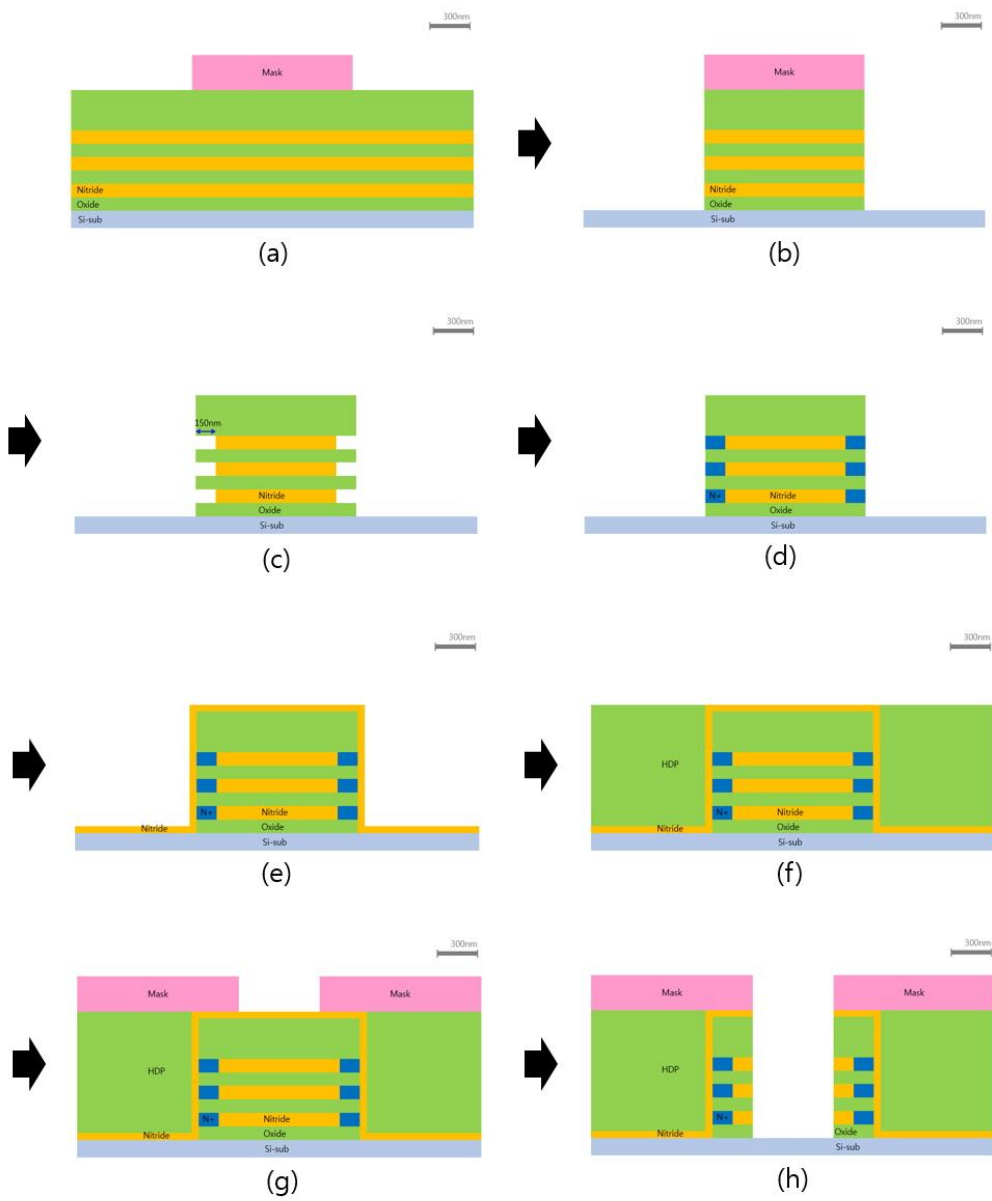 300nm
Mask
Nitride
Oxide
Si-sub
(a)
300nm
Mask
Nitride
Oxide
Si-sub
(b)
300nm
150nm
Nitride
Oxide
Si-sub
(c)
300nm
N+
Nitride
Oxide
Si-sub
(d)
300nm
N+
Nitride
Nitride
Oxide
Si-sub
(e)
300nm
HDP
N+
Nitride
Nitride
Oxide
Si-sub
(f)
300nm
Mask
Mask
HDP
N+
Nitride
Nitride
Oxide
Si-sub
(g)
300nm
Mask
Mask
HDP
N+
Nitride
Oxide
Si-sub
(h)